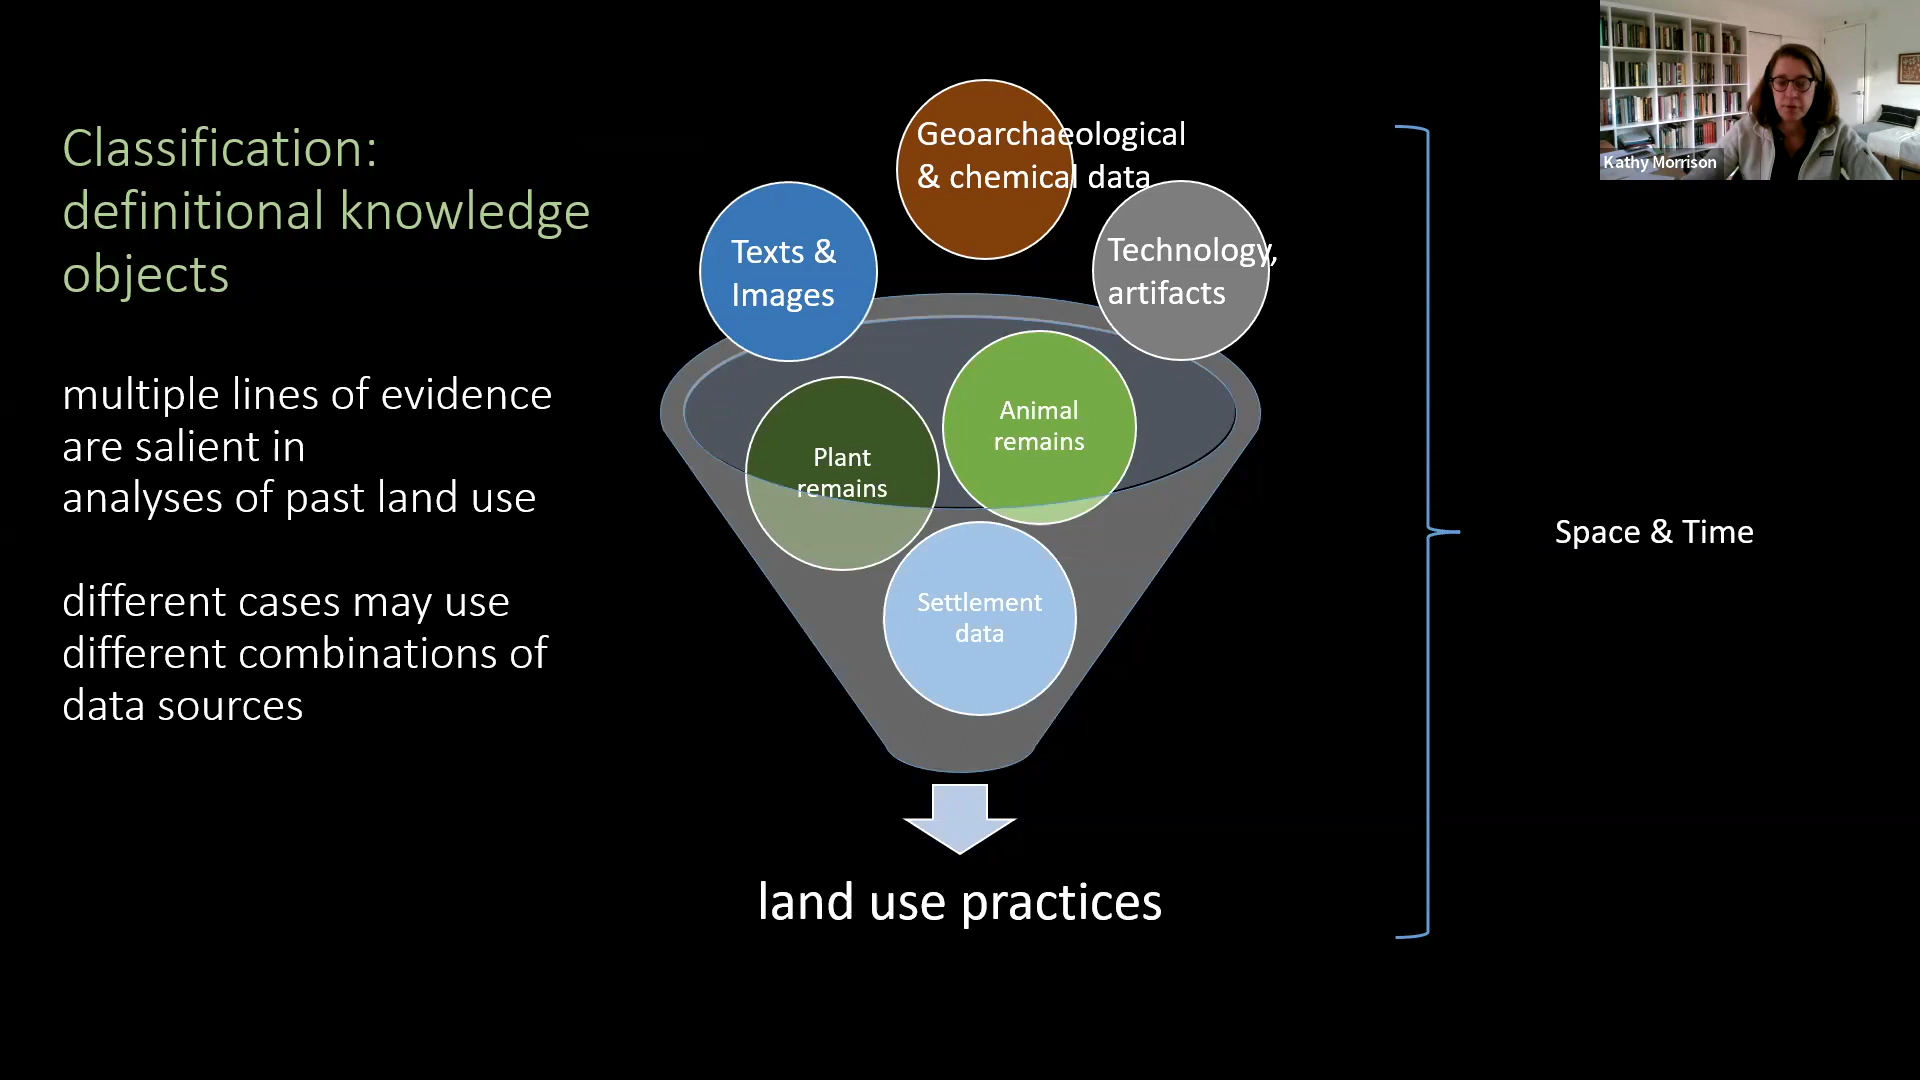 Classification:
definitional knowledge
objects
multiple lines of evidence
are salient in
analyses of past land use
different cases may use
different combinations of
data sources
Geoarchaeological
& chemical data
Texts &
Images
Technology,
artifacts
Animal
remains
Plant
remains
Settlement
data
land use practices
Space & Time
Kathy Morrison